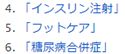 4. 「インスリン注射」
5. 「フットケア」
6. 「糖尿病合併症」